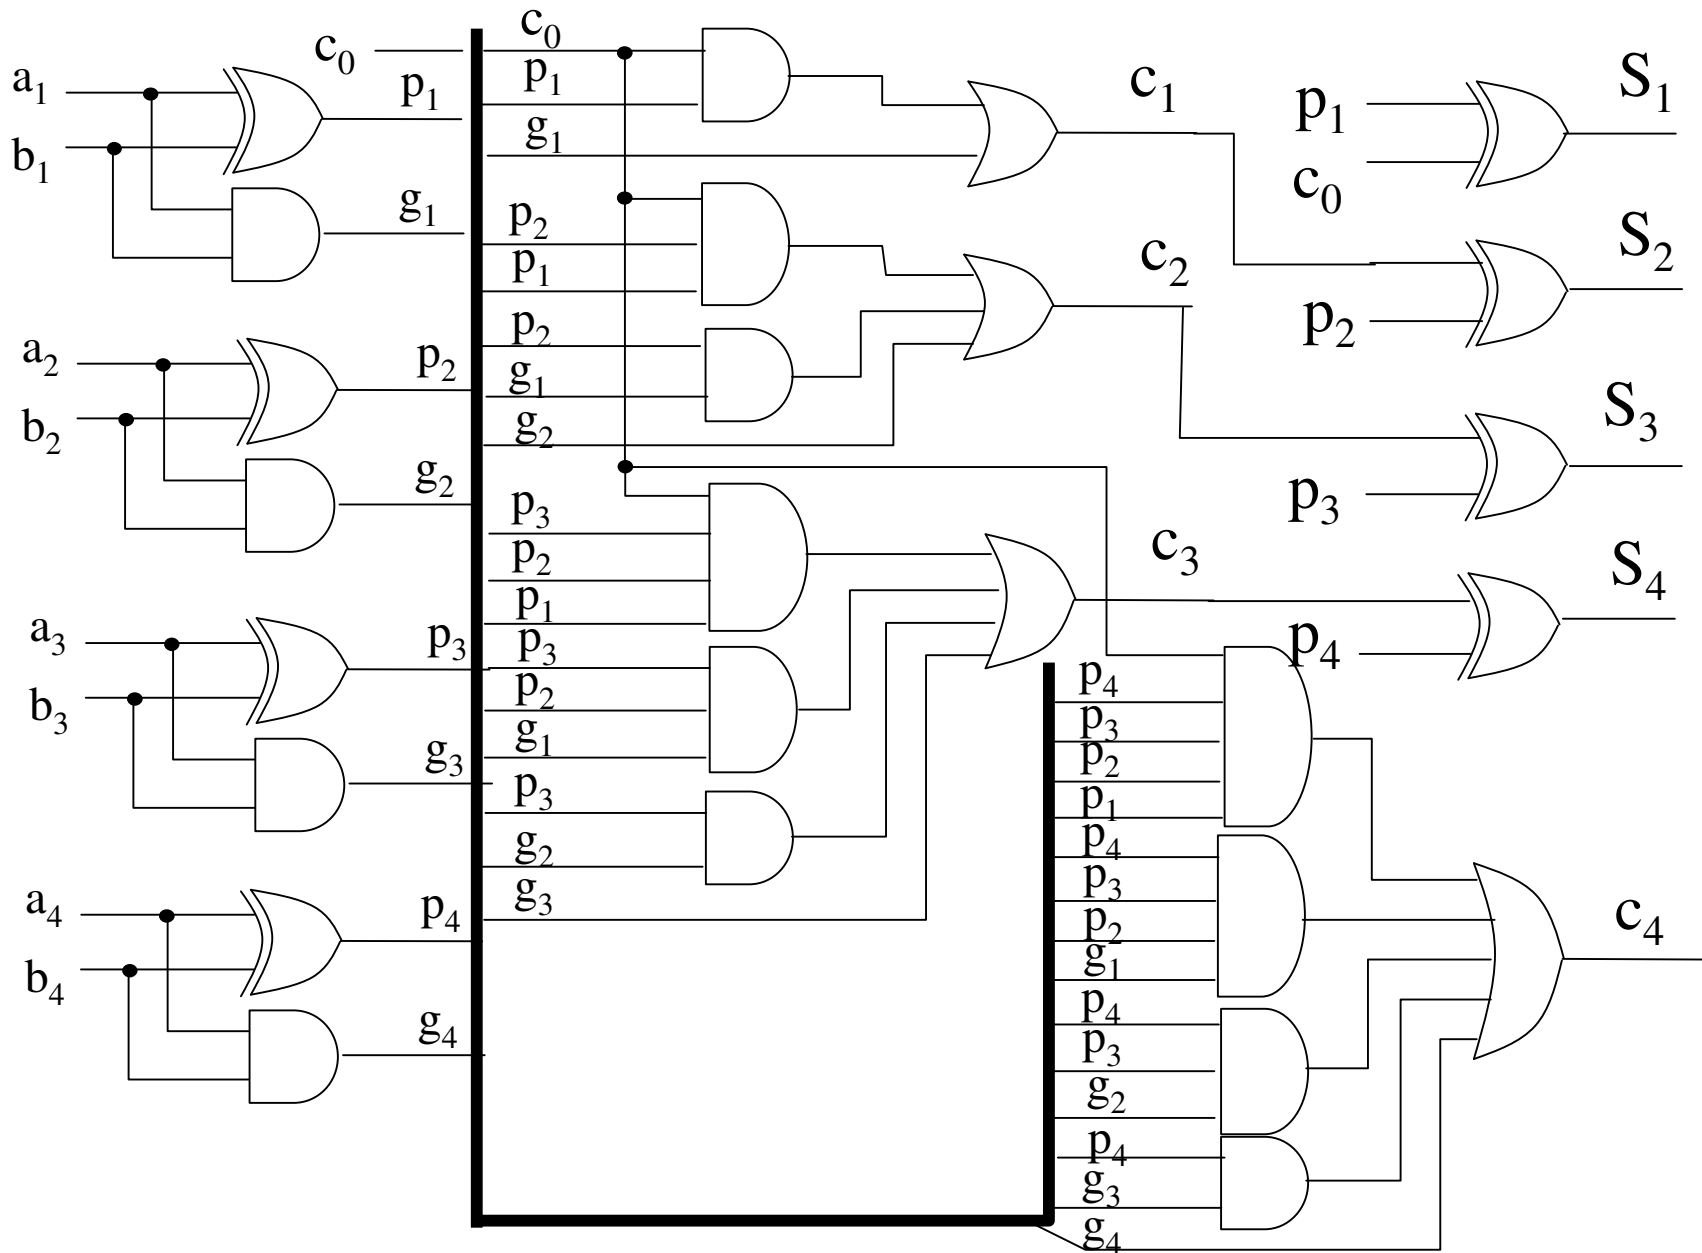 c₀
a₁
b₁
p₁
g₁
a₂
b₂
p₂
g₂
a₃
b₃
p₃
g₃
a₄
b₄
p₄
g₄
c₀
p₁
g₁
p₂
p₁
p₂
g₁
g₂
p₃
p₂
p₁
p₃
p₂
g₁
p₃
g₂
g₃
c₁
c₂
c₃
p₄
p₃
p₂
p₁
p₄
p₃
p₂
g₁
p₄
p₃
g₂
p₄
g₃
g₄
p₁
c₀
S₁
p₂
S₂
p₃
S₃
p₄
S₄
c₄